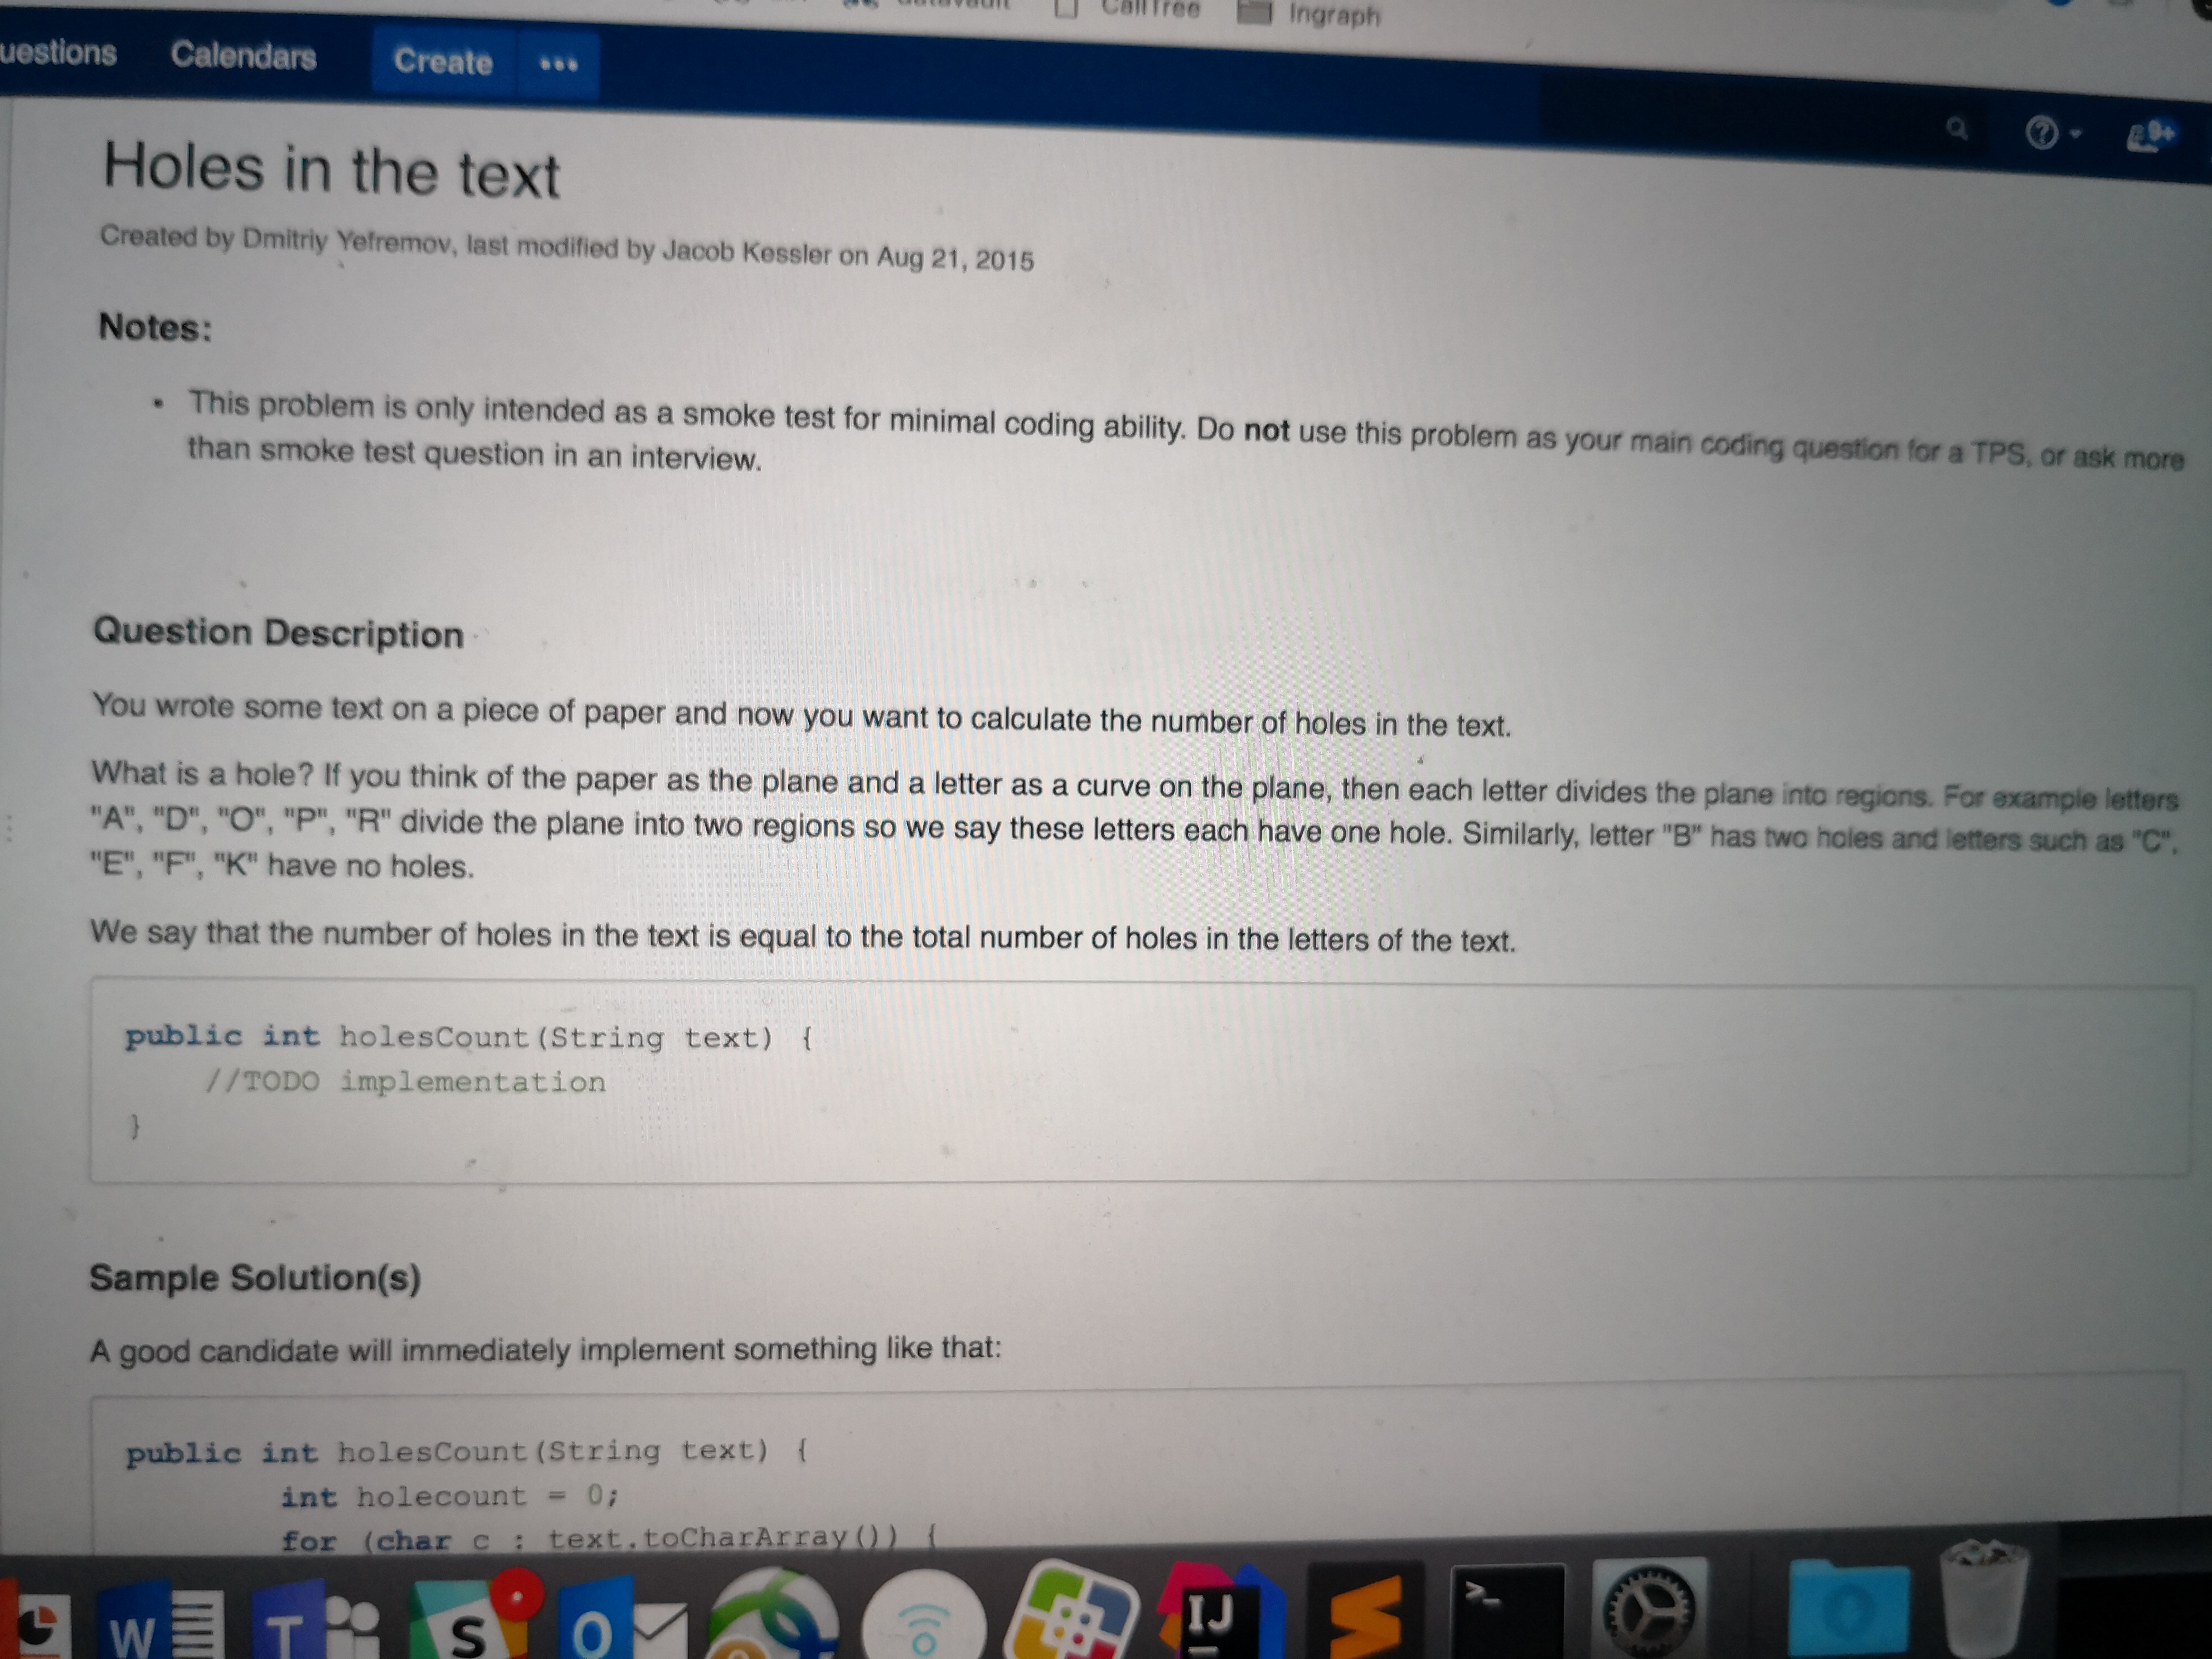 CallTree
Ingraph
uestions Calendars Create •••
9+
Holes in the text
Created by Dmitriy Yefremov, last modified by Jacob Kessler on Aug 21, 2015
Notes:
• This problem is only intended as a smoke test for minimal coding ability. Do not use this problem as your main coding question for a TPS, or ask more
than smoke test question in an interview.
Question Description
You wrote some text on a piece of paper and now you want to calculate the number of holes in the text.
What is a hole? If you think of the paper as the plane and a letter as a curve on the plane, then each letter divides the plane into regions. For example letters
"A", "D", "O", "P", "R" divide the plane into two regions so we say these letters each have one hole. Similarly, letter "B" has two holes and letters such as "C",
"E", "F", "K" have no holes.
We say that the number of holes in the text is equal to the total number of holes in the letters of the text.
public int holesCount(String text) {
//TODO implementation
}
Sample Solution(s)
A good candidate will immediately implement something like that:
public int holesCount(String text) {
int holecount = 0;
for (char c : text.toCharArray()) {
W T S O IJ >_